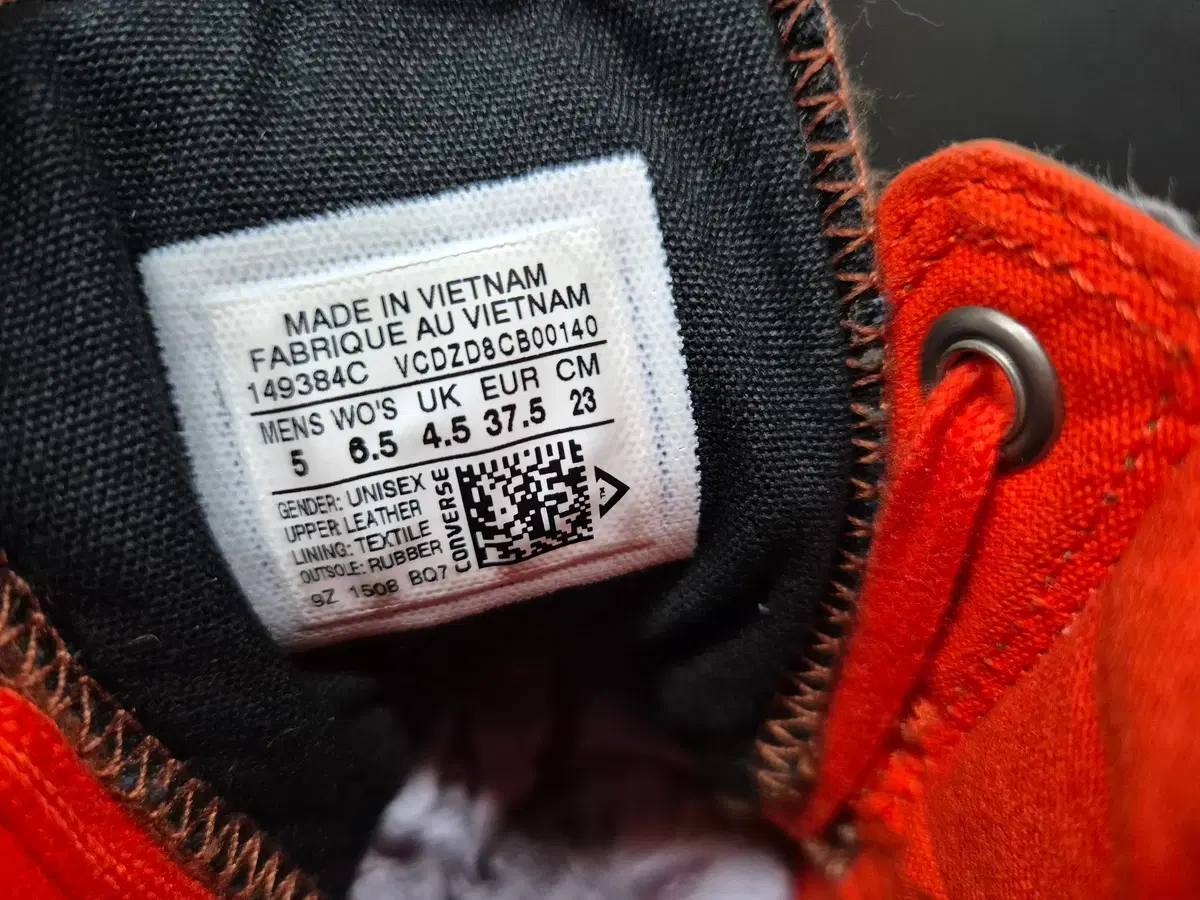 MADE IN VIETNAM
FABRIQUE AU VIETNAM
149384C VCDZD8CB00140
MENS WO'S UK EUR CM
5 6.5 4.5 37.5 23
GENDER: UNISEX
UPPER: LEATHER
LINING: TEXTILE
OUTSOLE: RUBBER
9Z 1508 BQ7
CONVERSE
TM